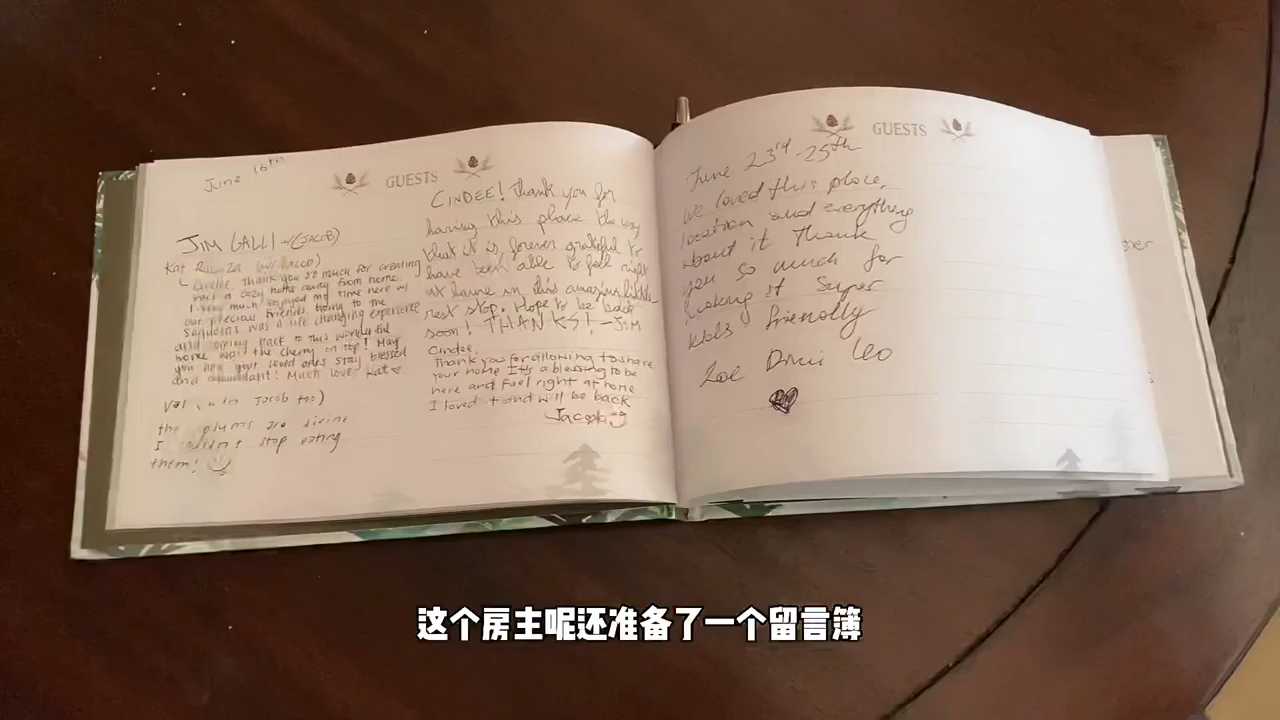 June 16th
GUESTS
JIM GALLI w/(JACOB)
Kat
Cindee, Thank you so much for creating
such a cozy home away from home.
I very much enjoyed my time here w/
our precious friends. Going to the
sequoias was a life changing experience
and coming back to this wonderful
home was the cherry on top! May
you and your loved ones stay blessed
and abundant! Much love, Kat
Val, Jacob too)
the plums are divine
I couldn't stop eating
them!
CINDEE! Thank you for
having this place the way
that it is forever grateful to
have been able to feel right
at home in this amazing little
rest stop. Hope to be back
soon! THANKS! - JIM
Cindee,
Thank you for allowing to share
your home It's a blessing to be
here and feel right at home
I loved it and will be back
Jacob
GUESTS
June 23rd - 25th
We loved this place,
location and everything
about it Thank
you so much for
making it super
kids friendly
Zoe Leo
这个房主呢还准备了一个留言簿